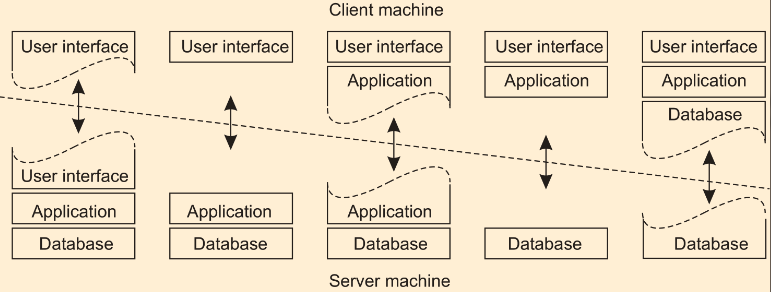 Client machine
User interface User interface User interface User interface User interface
Application Application Application
Database
User interface
Application Application Application
Database Database Database Database Database
Server machine